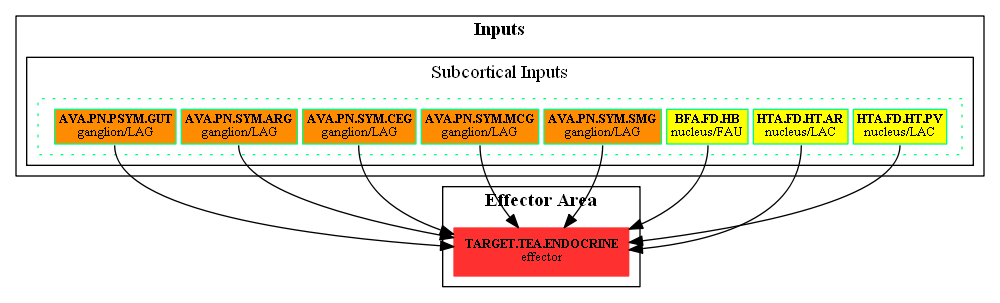 Inputs
Subcortical Inputs
AVA.PN.PSYM.GUT
ganglion/LAG
AVA.PN.SYM.ARG
ganglion/LAG
AVA.PN.SYM.CEG
ganglion/LAG
AVA.PN.SYM.MCG
ganglion/LAG
AVA.PN.SYM.SMG
ganglion/LAG
BFA.FD.HB
nucleus/FAU
HTA.FD.HT.AR
nucleus/LAC
HTA.FD.HT.PV
nucleus/LAC
Effector Area
TARGET.TEA.ENDOCRINE
effector